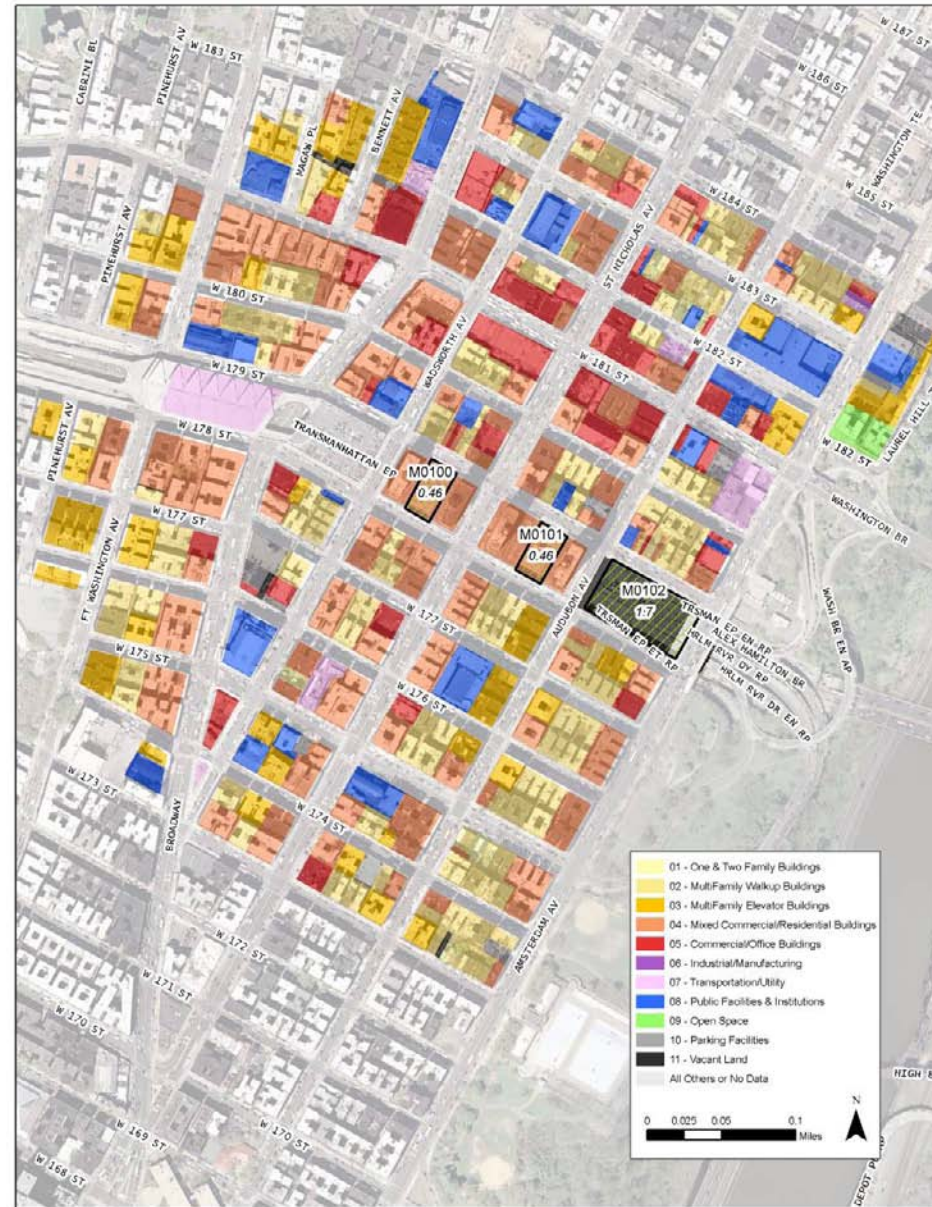 W 187 ST
CABRINI BL
PINEHURST AV
W 183 ST
W 186 ST
BENNETT AV
MAGAW PL
WASHINGTON TE
W 185 ST
W 184 ST
ST NICHOLAS AV
PINEHURST AV
W 183 ST
W 180 ST
WADSWORTH AV
W 182 ST
W 181 ST
W 179 ST
LAUREL HILL
W 182 ST
PINEHURST AV
W 178 ST
TRANSMANHATTAN EP
M0100
0.46
WASHINGTON BR
W 177 ST
M0101
0.46
FT WASHINGTON AV
AUDUBON AV
M0102
1.7
TRSMAN EP EN RP
ALEX HAMILTON BR
WASH BR EN AP
TRSMAN EP ET RP
HRLM RVR DV RP
HRLM RVR DR EN RP
W 177 ST
W 175 ST
W 176 ST
W 173 ST
BROADWAY
W 174 ST
AMSTERDAM AV
W 172 ST
W 171 ST
W 170 ST
W 170 ST
W 169 ST
W 168 ST
HIGH
DEPOT
01 - One & Two Family Buildings
02 - MultiFamily Walkup Buildings
03 - MultiFamily Elevator Buildings
04 - Mixed Commercial/Residential Buildings
05 - Commercial/Office Buildings
06 - Industrial/Manufacturing
07 - Transportation/Utility
08 - Public Facilities & Institutions
09 - Open Space
10 - Parking Facilities
11 - Vacant Land
All Others or No Data
N
0 0.025 0.05 0.1
Miles